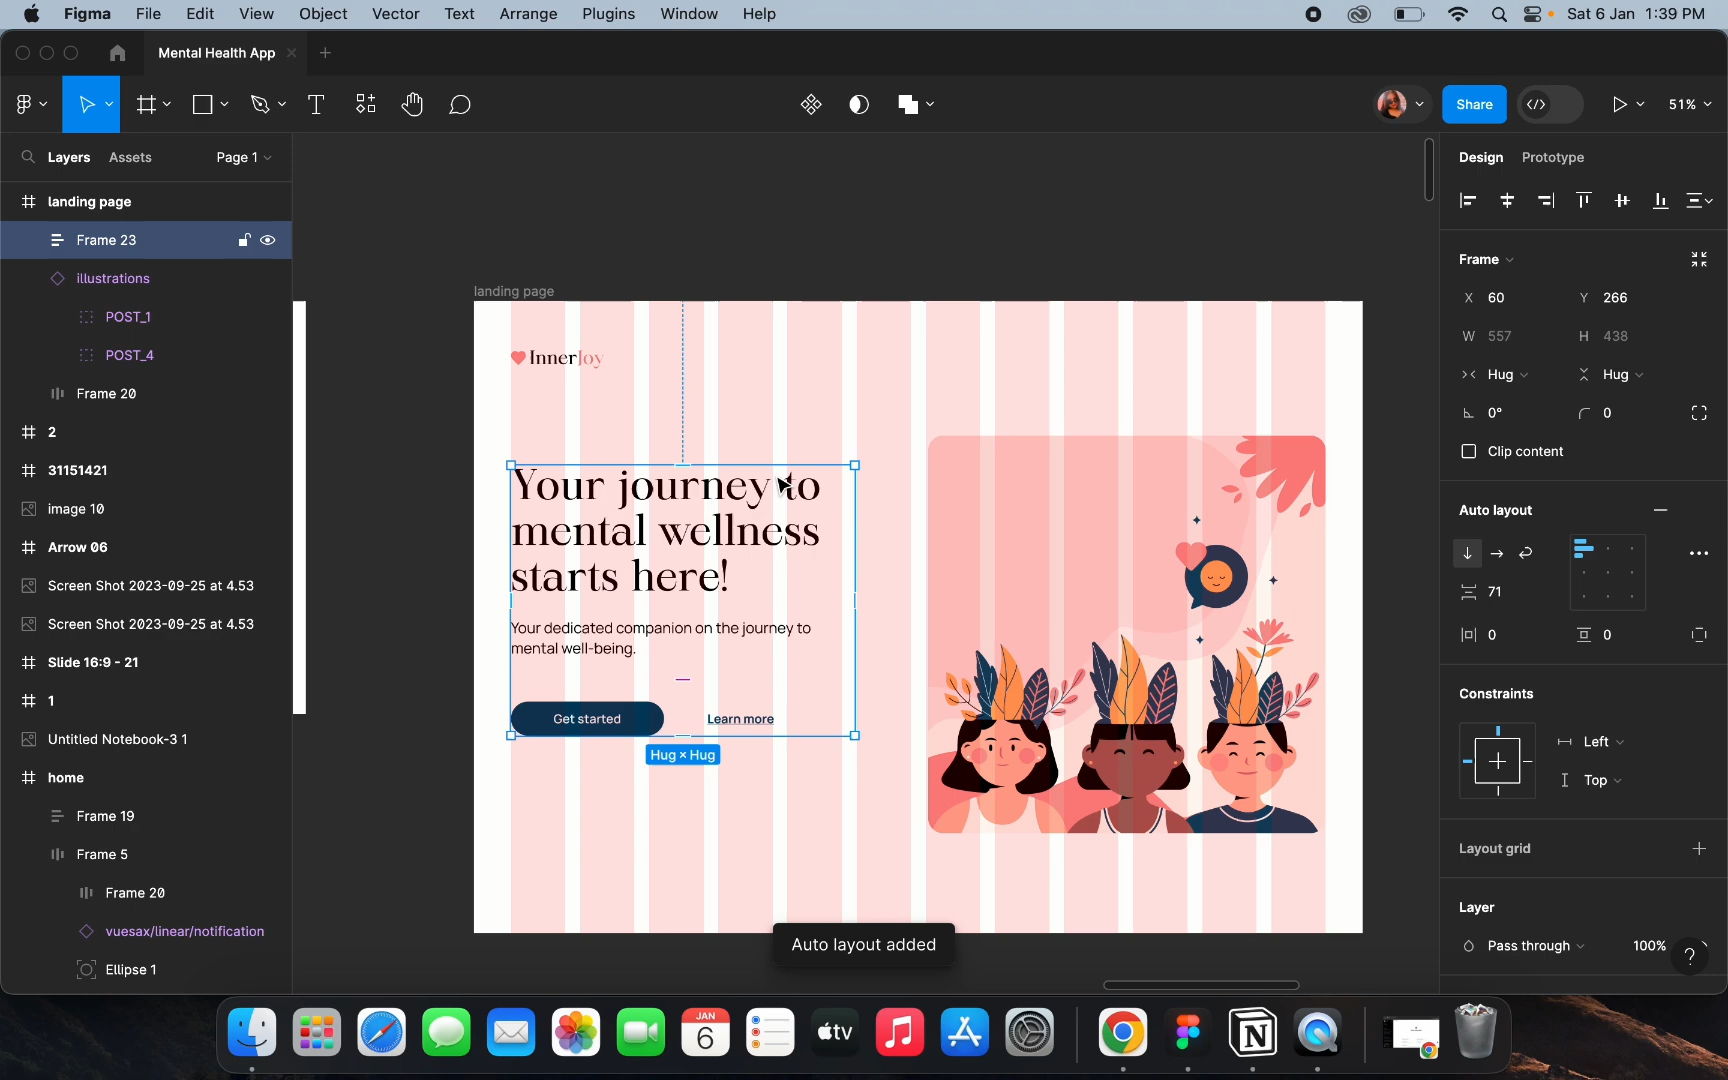 Figma File Edit View Object Vector Text Arrange Plugins Window Help Sat 6 Jan 1:39 PM
Mental Health App
Share 51%
Layers Assets Page 1
landing page
Frame 23
illustrations
POST_1
POST_4
Frame 20
2
31151421
image 10
Arrow 06
Screen Shot 2023-09-25 at 4.53
Screen Shot 2023-09-25 at 4.53
Slide 16:9 - 21
1
Untitled Notebook-3 1
home
Frame 19
Frame 5
Frame 20
vuesax/linear/notification
Ellipse 1
landing page
InnerJoy
Your journey to
mental wellness
starts here!
Your dedicated companion on the journey to
mental well-being.
Get started Learn more
Hug × Hug
Auto layout added
Design Prototype
Frame
X 60 Y 266
W 557 H 438
Hug Hug
0° 0
Clip content
Auto layout
71
0 0
Constraints
Left
Top
Layout grid
Layer
Pass through 100%
?
JAN
6
tv